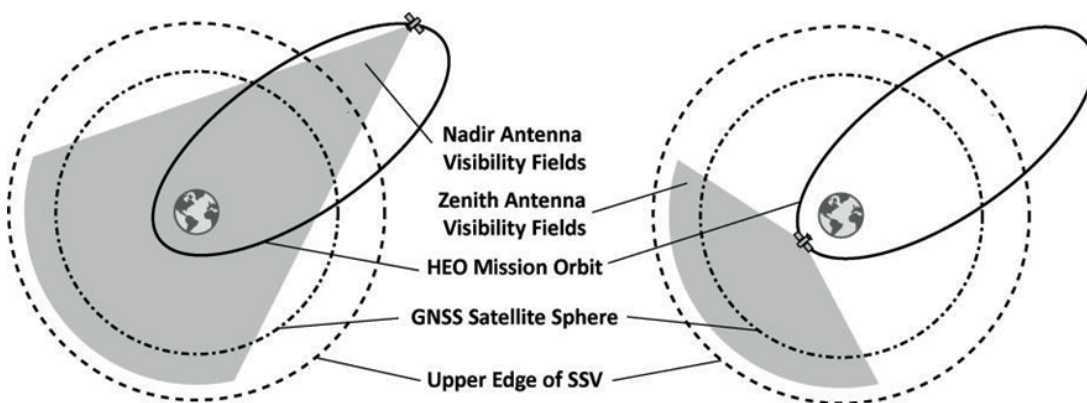 Nadir Antenna
Visibility Fields
Zenith Antenna
Visibility Fields
HEO Mission Orbit
GNSS Satellite Sphere
Upper Edge of SSV